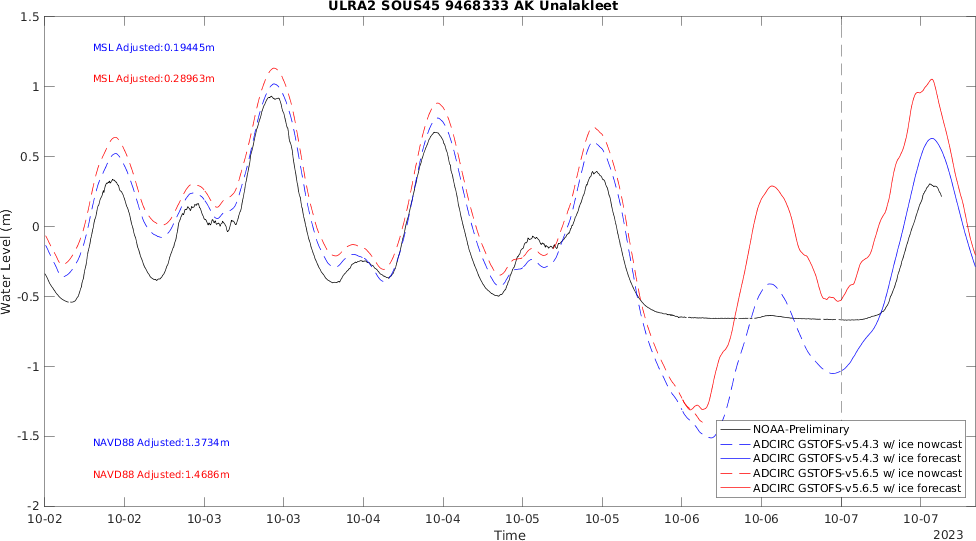 ULRA2 SOUS45 9468333 AK Unalakleet
1.5
MSL Adjusted:0.19445m
MSL Adjusted:0.28963m
1
0.5
0
Water Level (m)
-0.5
-1
-1.5
NAVD88 Adjusted:1.3734m
NAVD88 Adjusted:1.4686m
NOAA-Preliminary
ADCIRC GSTOFS-v5.4.3 w/ ice nowcast
ADCIRC GSTOFS-v5.4.3 w/ ice forecast
ADCIRC GSTOFS-v5.6.5 w/ ice nowcast
ADCIRC GSTOFS-v5.6.5 w/ ice forecast
-2
10-02 10-02 10-03 10-03 10-04 10-04 10-05 10-05 10-06 10-06 10-07 10-07
Time
2023